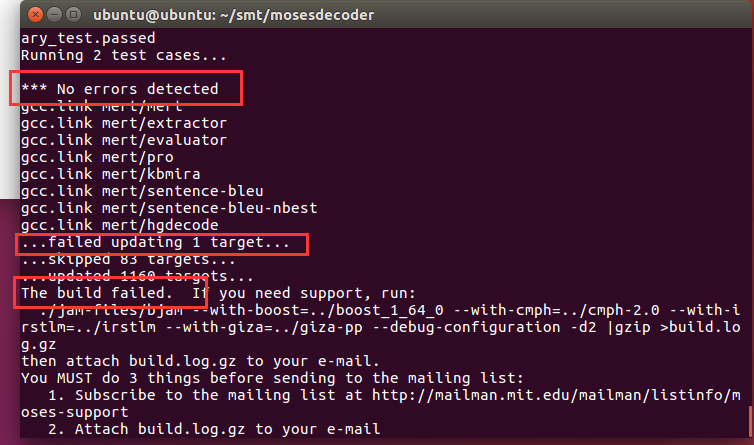 ubuntu@ubuntu: ~/smt/mosesdecoder
ary_test.passed
Running 2 test cases...
*** No errors detected
gcc.link mert/mert
gcc.link mert/extractor
gcc.link mert/evaluator
gcc.link mert/pro
gcc.link mert/kbmira
gcc.link mert/sentence-bleu
gcc.link mert/sentence-bleu-nbest
gcc.link mert/hgdecode
...failed updating 1 target...
...skipped 83 targets...
...updated 1160 targets...
The build failed.  If you need support, run:
  ./jam-files/bjam --with-boost=../boost_1_64_0 --with-cmph=../cmph-2.0 --with-i
rstlm=../irstlm --with-giza=../giza-pp --debug-configuration -d2 |gzip >build.lo
g.gz
then attach build.log.gz to your e-mail.
You MUST do 3 things before sending to the mailing list:
   1. Subscribe to the mailing list at http://mailman.mit.edu/mailman/listinfo/m
oses-support
   2. Attach build.log.gz to your e-mail